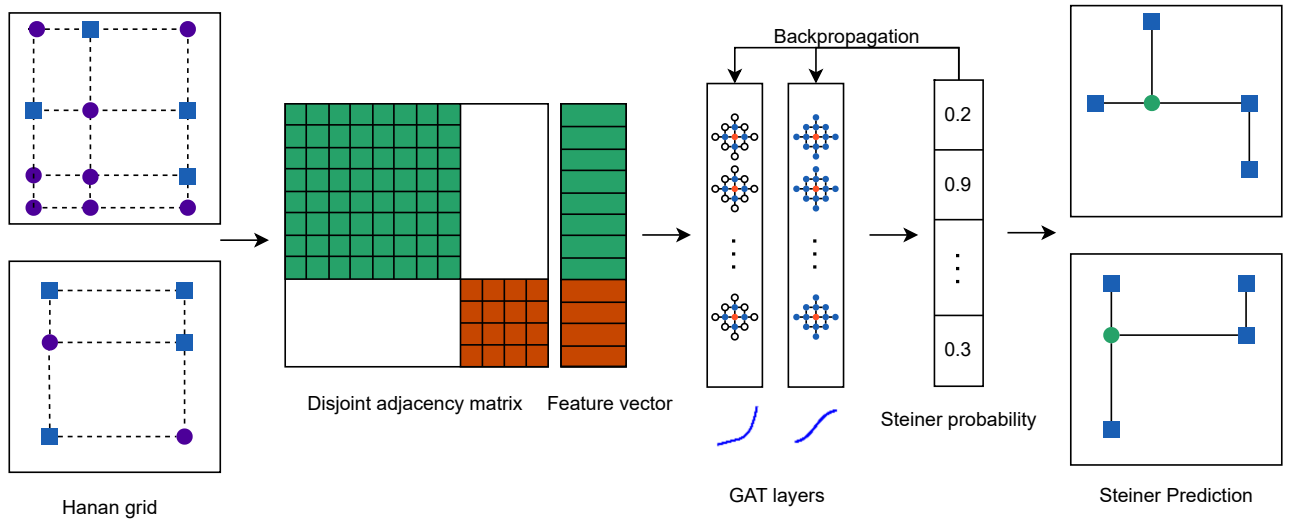 Backpropagation
0.2
0.9
0.3
Disjoint adjacency matrix
Feature vector
Steiner probability
Hanan grid
GAT layers
Steiner Prediction